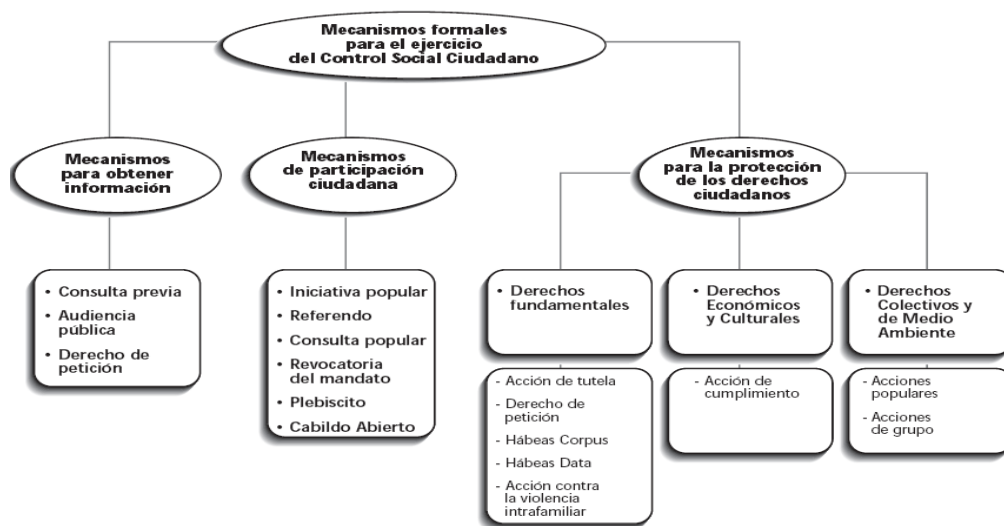 Mecanismos formales
para el ejercicio
del Control Social Ciudadano
Mecanismos
para obtener
información
Mecanismos
de participación
ciudadana
Mecanismos
para la protección
de los derechos
ciudadanos
• Consulta previa
• Audiencia
pública
• Derecho de
petición
• Iniciativa popular
• Referendo
• Consulta popular
• Revocatoria
del mandato
• Plebiscito
• Cabildo Abierto
• Derechos
fundamentales
• Derechos
Económicos
y Culturales
• Derechos
Colectivos y
de Medio
Ambiente
- Acción de tutela
- Derecho de
petición
- Hábeas Corpus
- Hábeas Data
- Acción contra
la violencia
intrafamiliar
- Acción de
cumplimiento
- Acciones
populares
- Acciones
de grupo